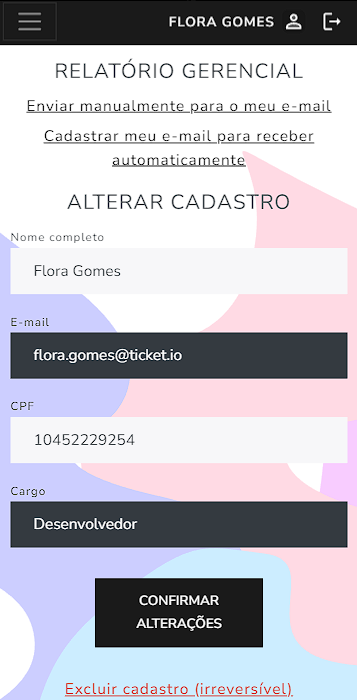 FLORA GOMES
RELATÓRIO GERENCIAL
Enviar manualmente para o meu e-mail
Cadastrar meu e-mail para receber
automaticamente
ALTERAR CADASTRO
Nome completo
Flora Gomes
E-mail
flora.gomes@ticket.io
CPF
10452229254
Cargo
Desenvolvedor
CONFIRMAR
ALTERAÇÕES
Excluir cadastro (irreversível)